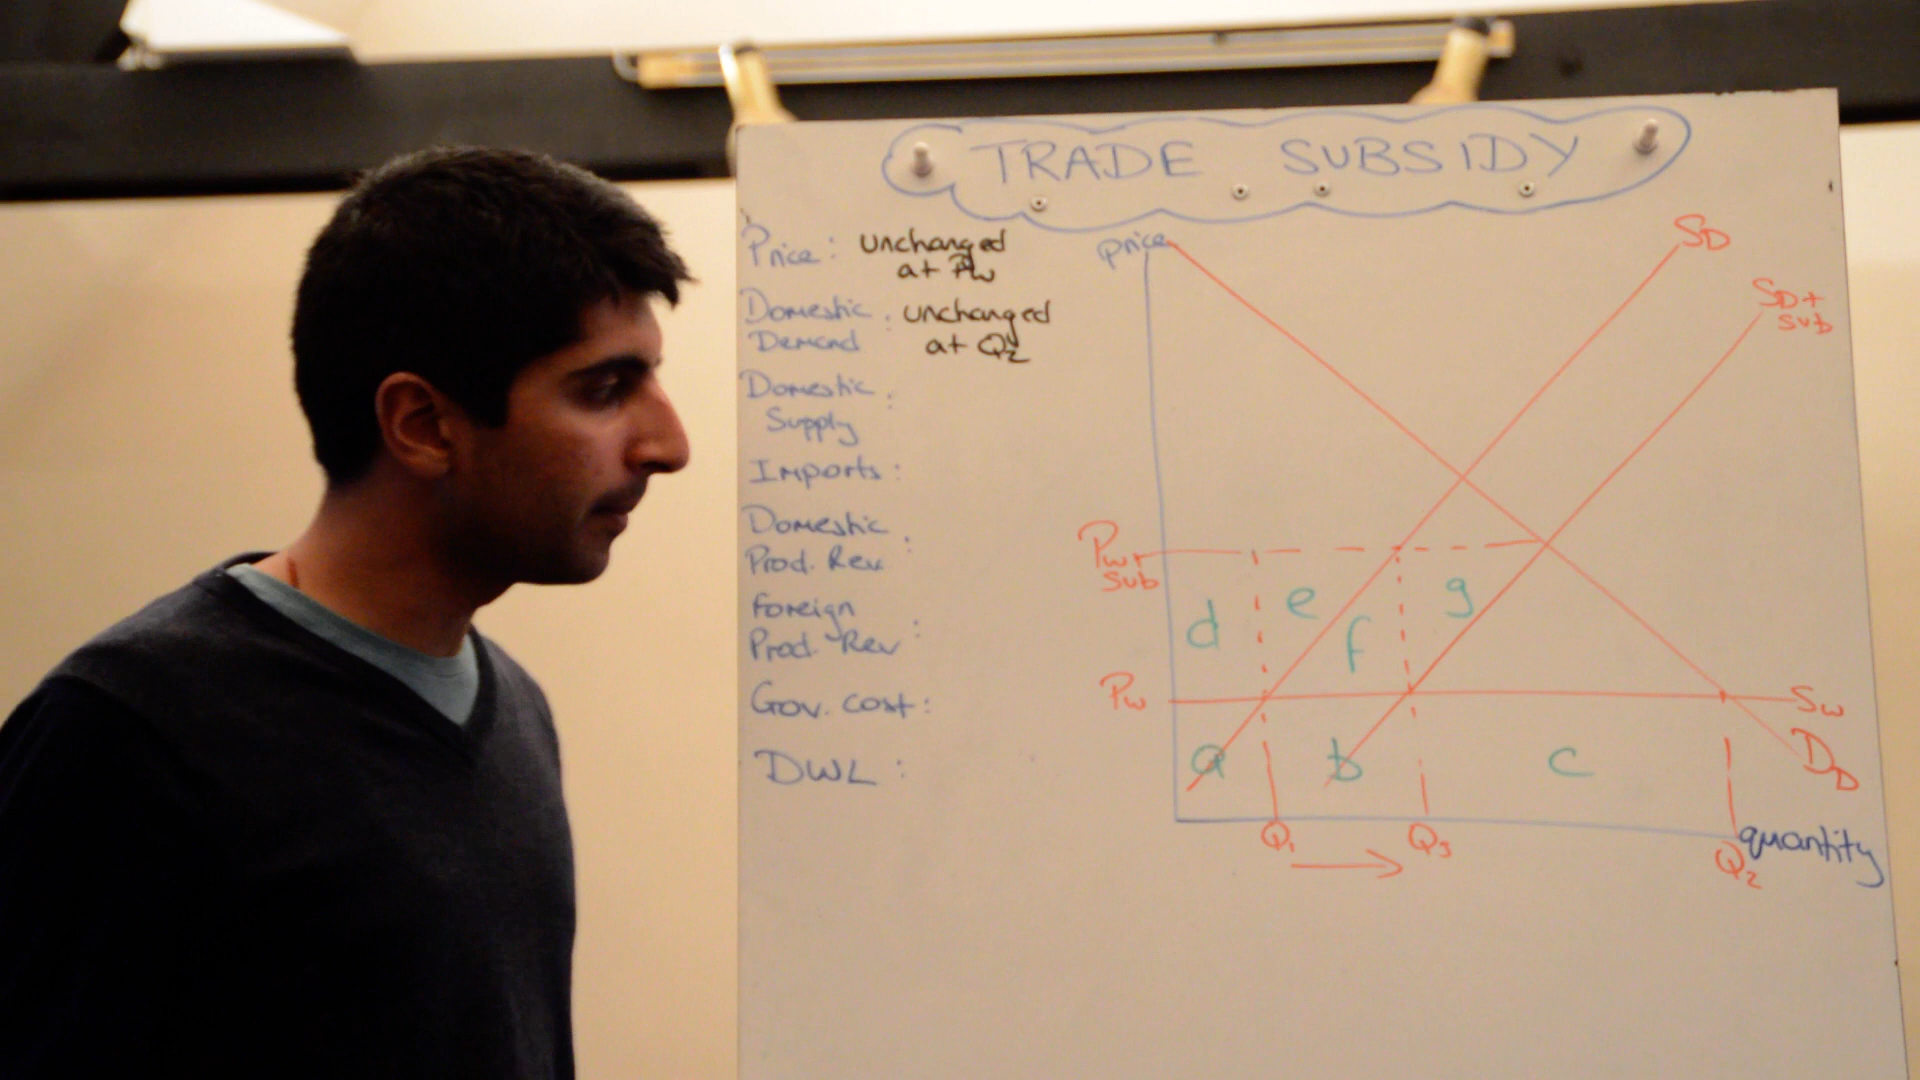 TRADE SUBSIDY
Price: unchanged
at Pw
Domestic : unchanged
Demand at Q2
Domestic :
Supply
Imports :
Domestic :
Prod. Rev
Foreign :
Prod. Rev
Gov. cost :
DWL :
price
SD
SD+
sub
Pw+
sub
d
e
f
g
Pw
Sw
a
b
c
DD
Q1
Q3
Q2
quantity